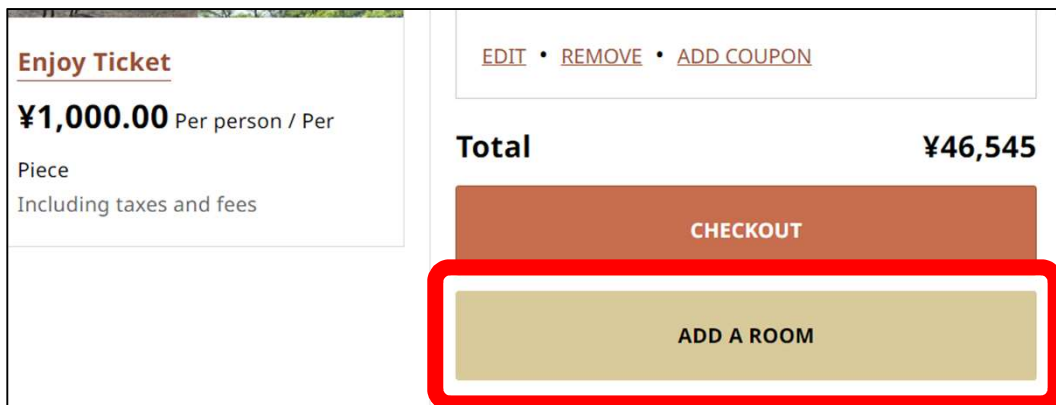 Enjoy Ticket
¥1,000.00 Per person / Per
Piece
Including taxes and fees
EDIT • REMOVE • ADD COUPON
Total ¥46,545
CHECKOUT
ADD A ROOM